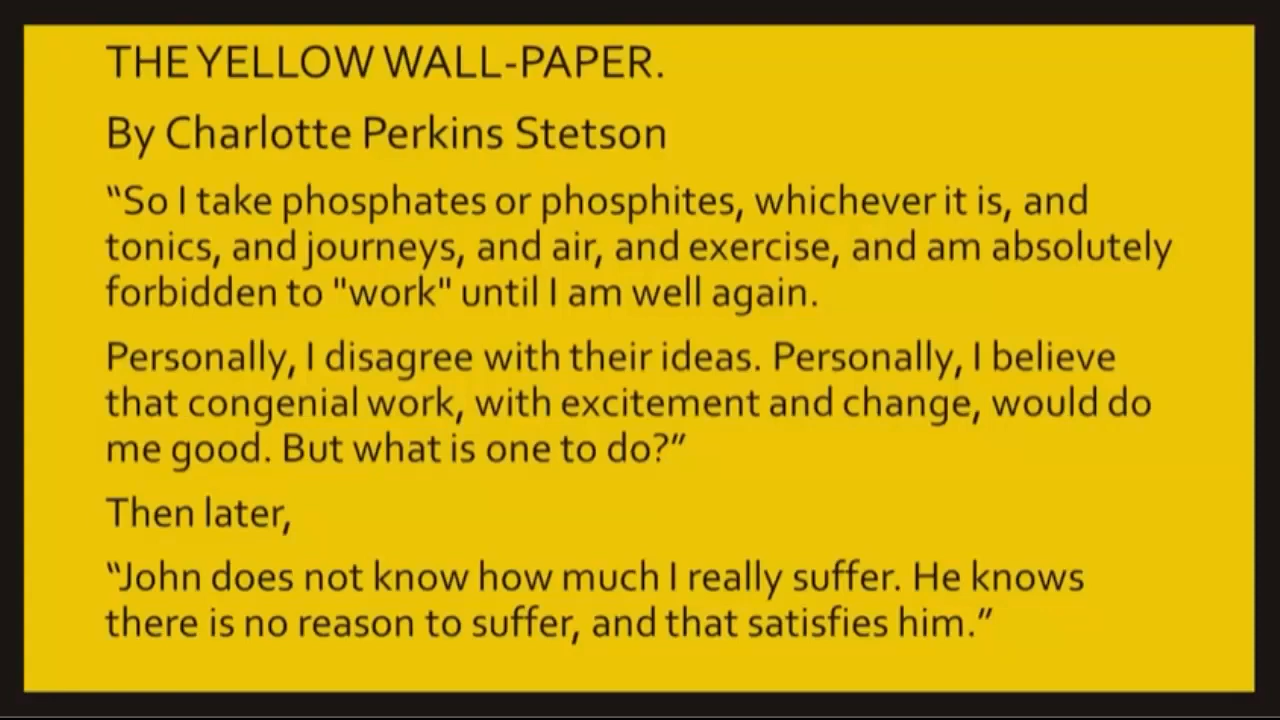 THE YELLOW WALL-PAPER.
By Charlotte Perkins Stetson
“So I take phosphates or phosphites, whichever it is, and
tonics, and journeys, and air, and exercise, and am absolutely
forbidden to "work" until I am well again.
Personally, I disagree with their ideas. Personally, I believe
that congenial work, with excitement and change, would do
me good. But what is one to do?”
Then later,
“John does not know how much I really suffer. He knows
there is no reason to suffer, and that satisfies him.”